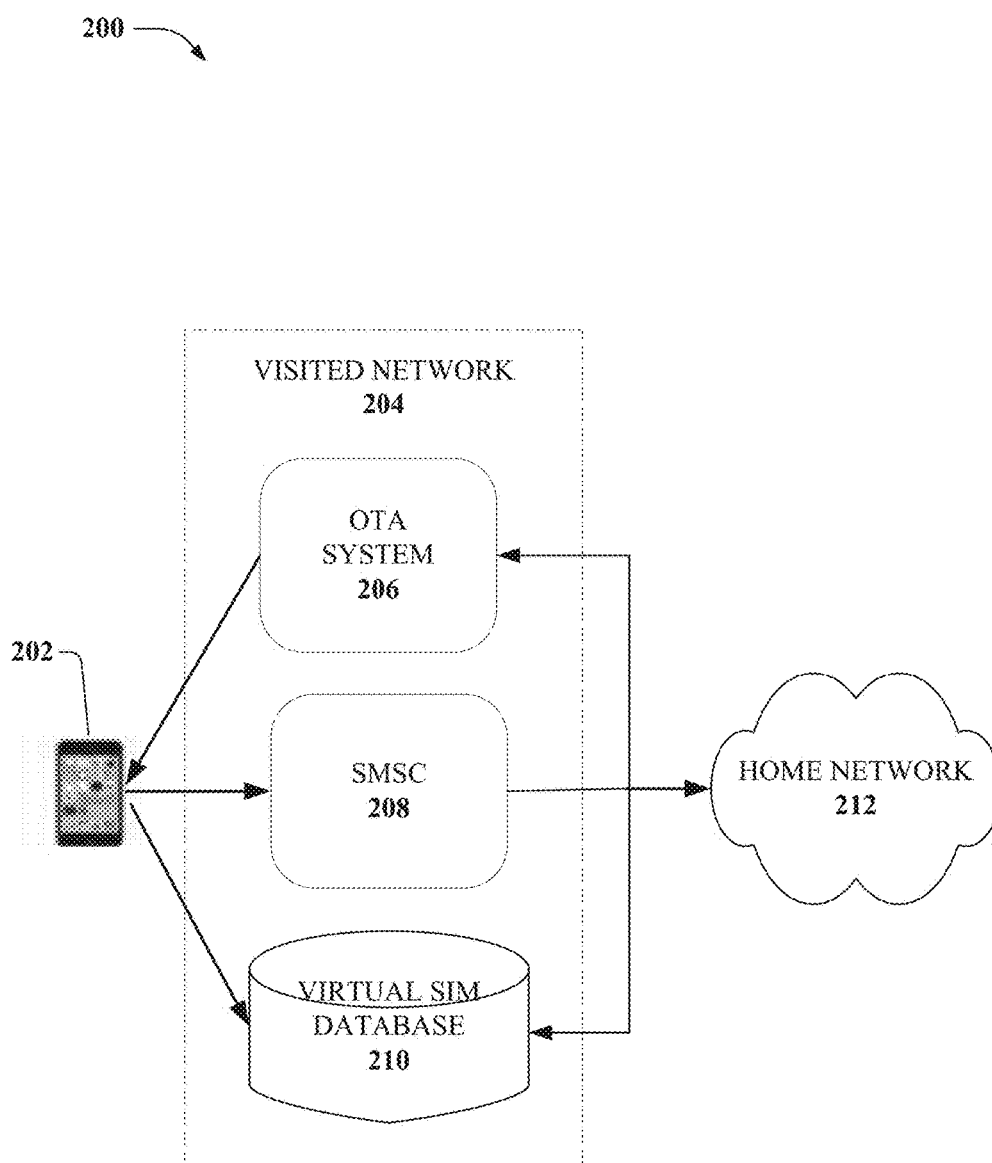 200
VISITED NETWORK
204
OTA
SYSTEM
206
202
SMSC
208
HOME NETWORK
212
VIRTUAL SIM
DATABASE
210